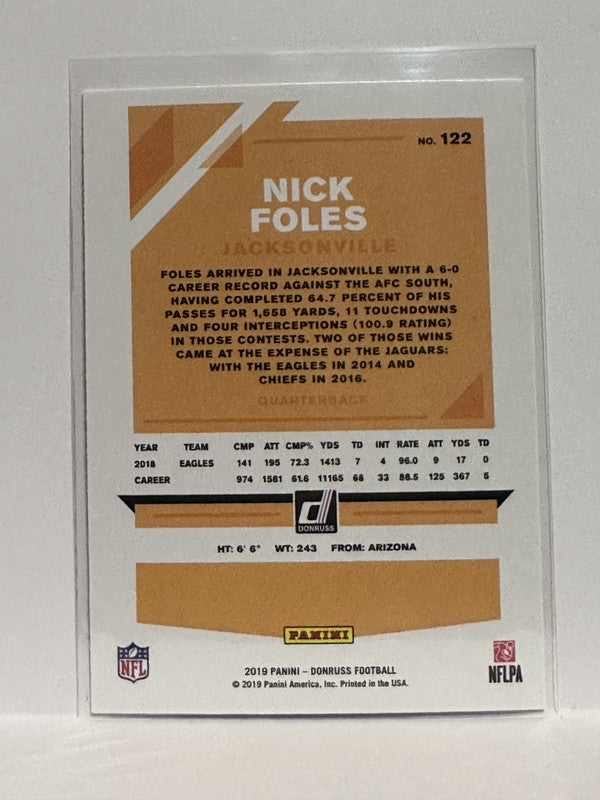 NO. 122
NICK
FOLES
JACKSONVILLE
FOLES ARRIVED IN JACKSONVILLE WITH A 6-0
CAREER RECORD AGAINST THE AFC SOUTH,
HAVING COMPLETED 64.7 PERCENT OF HIS
PASSES FOR 1,658 YARDS, 11 TOUCHDOWNS
AND FOUR INTERCEPTIONS (100.9 RATING)
IN THOSE CONTESTS. TWO OF THOSE WINS
CAME AT THE EXPENSE OF THE JAGUARS:
WITH THE EAGLES IN 2014 AND
CHIEFS IN 2016.
QUARTERBACK
YEAR TEAM CMP ATT CMP% YDS TD INT RATE ATT YDS TD
2018 EAGLES 141 195 72.3 1413 7 4 96.0 9 17 0
CAREER 974 1581 61.6 11165 68 33 88.5 125 367 5
d
DONRUSS
HT: 6' 6" WT: 243 FROM: ARIZONA
PANINI
NFL
2019 PANINI – DONRUSS FOOTBALL
© 2019 Panini America, Inc. Printed in the USA.
NFLPA